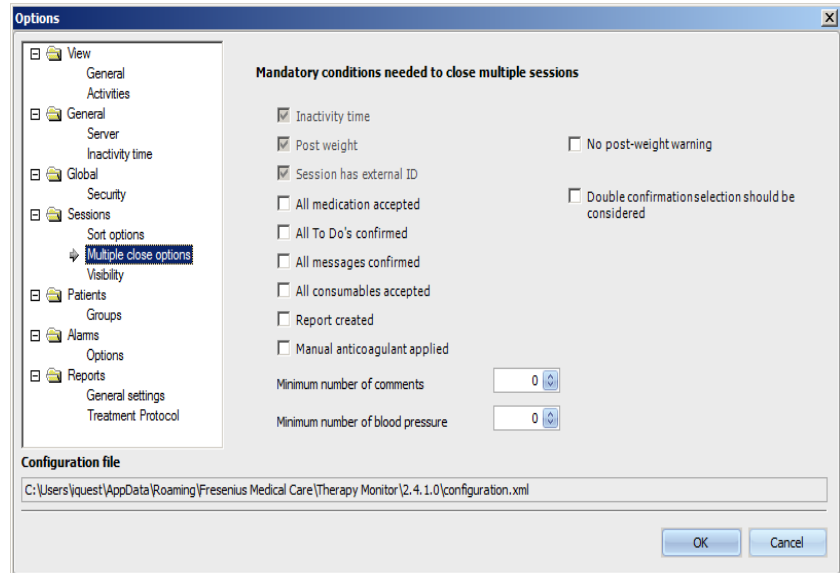 Options
View
General
Activities
General
Server
Inactivity time
Global
Security
Sessions
Sort options
Multiple close options
Visibility
Patients
Groups
Alarms
Options
Reports
General settings
Treatment Protocol
Mandatory conditions needed to close multiple sessions
Inactivity time
Post weight
No post-weight warning
Session has external ID
All medication accepted
Double confirmation selection should be
considered
All To Do's confirmed
All messages confirmed
All consumables accepted
Report created
Manual anticoagulant applied
Minimum number of comments 0
Minimum number of blood pressure 0
Configuration file
C:\Users\iquest\AppData\Roaming\Fresenius Medical Care\Therapy Monitor\2.4.1.0\configuration.xml
OK Cancel